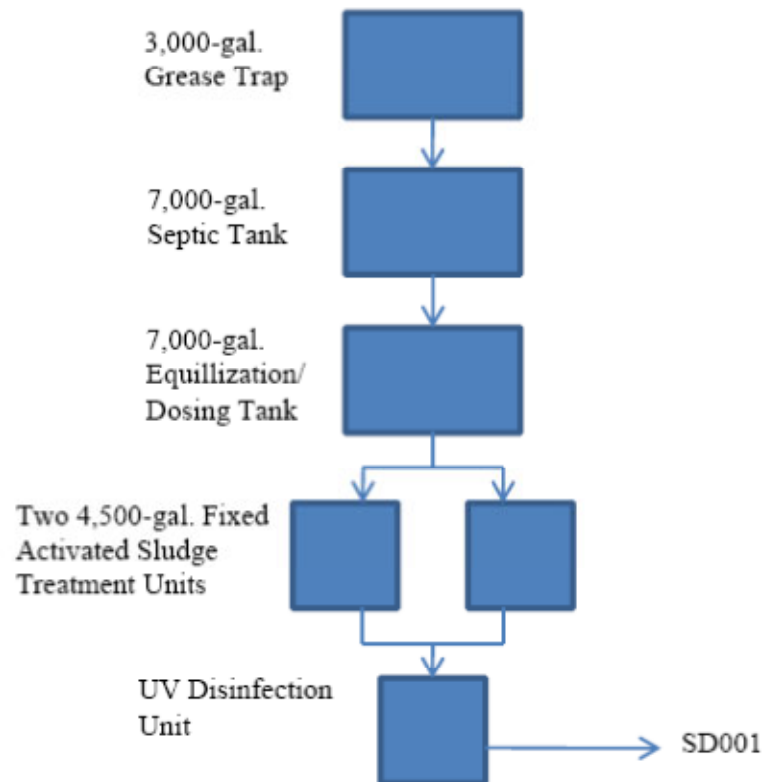 3,000-gal.
Grease Trap
7,000-gal.
Septic Tank
7,000-gal.
Equillization/
Dosing Tank
Two 4,500-gal. Fixed
Activated Sludge
Treatment Units
UV Disinfection
Unit
SD001